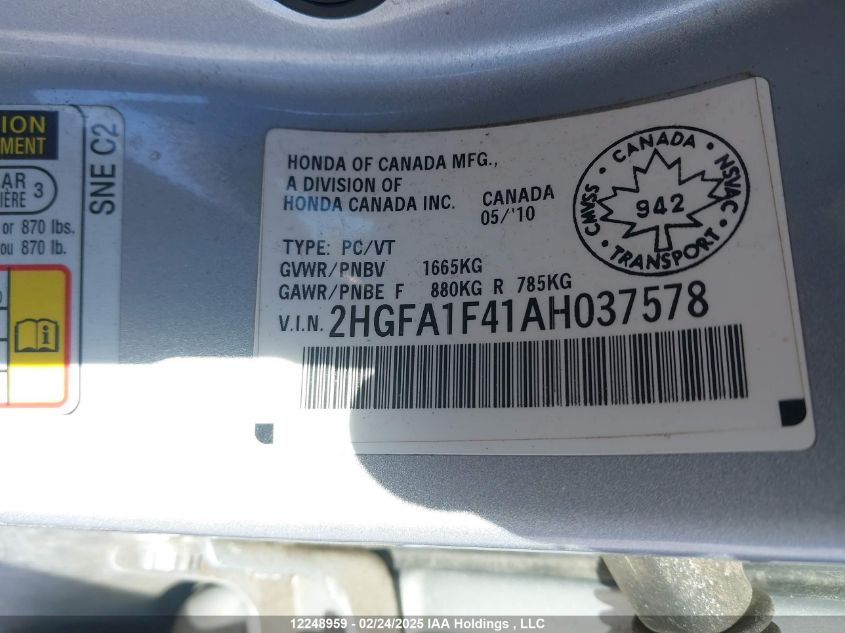 ION
MENT
AR
IÈRE 3
or 870 lbs.
ou 870 lb.
SNE C2
HONDA OF CANADA MFG.,
A DIVISION OF
HONDA CANADA INC. CANADA
05/'10
TYPE: PC/VT
GVWR/PNBV 1665KG
GAWR/PNBE F 880KG R 785KG
V.I.N. 2HGFA1F41AH037578
CANADA
CMVSS NSVAC
942
TRANSPORT
12248959 - 02/24/2025 IAA Holdings , LLC